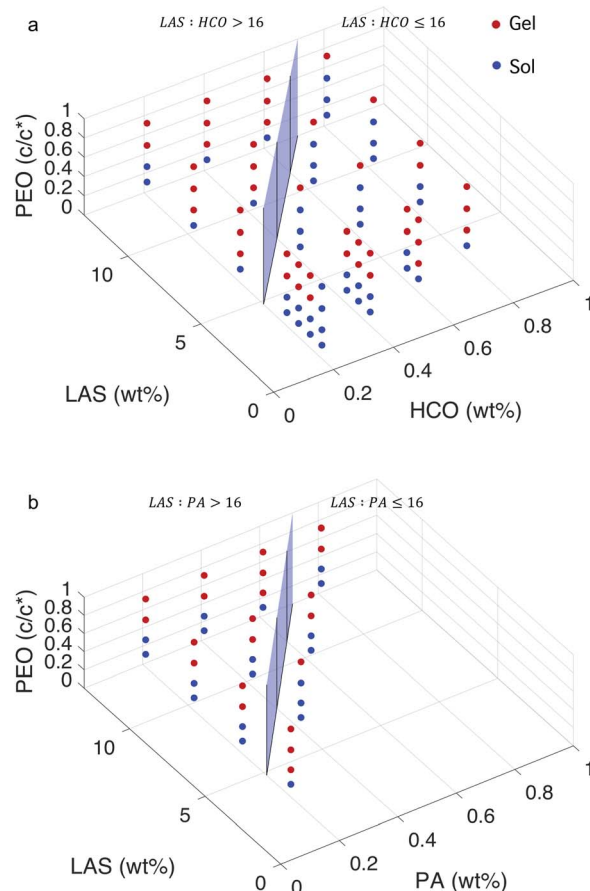 a
LAS : HCO > 16
LAS : HCO ≤ 16
Gel
Sol
PEO (c/c*)
1
0.8
0.6
0.4
0.2
0
10
5
0
LAS (wt%)
0
0.2
0.4
0.6
0.8
1
HCO (wt%)
b
LAS : PA > 16
LAS : PA ≤ 16
PEO (c/c*)
1
0.8
0.6
0.4
0.2
0
10
5
0
LAS (wt%)
0
0.2
0.4
0.6
0.8
1
PA (wt%)